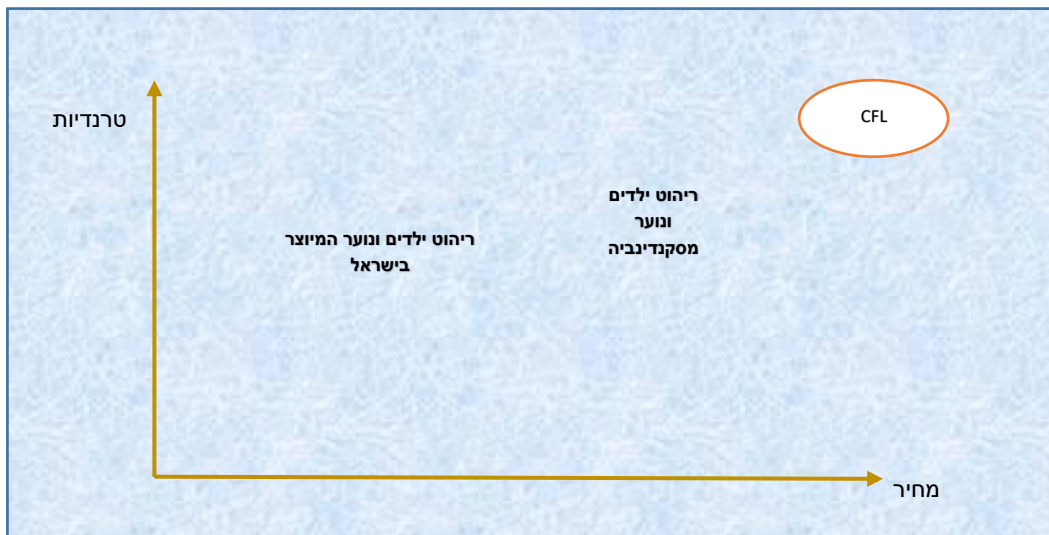 CFL
טרנדיות
ריהוט ילדים
ונוער
מסקנדינביה
ריהוט ילדים ונוער המיוצר
בישראל
מחיר